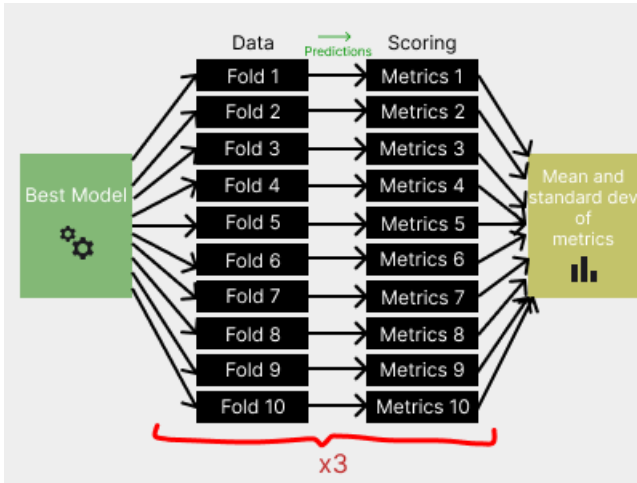 Data
Predictions
Scoring
Fold 1
Metrics 1
Fold 2
Metrics 2
Fold 3
Metrics 3
Fold 4
Metrics 4
Fold 5
Metrics 5
Fold 6
Metrics 6
Fold 7
Metrics 7
Fold 8
Metrics 8
Fold 9
Metrics 9
Fold 10
Metrics 10
Best Model
Mean and
standard dev
of
metrics
x3